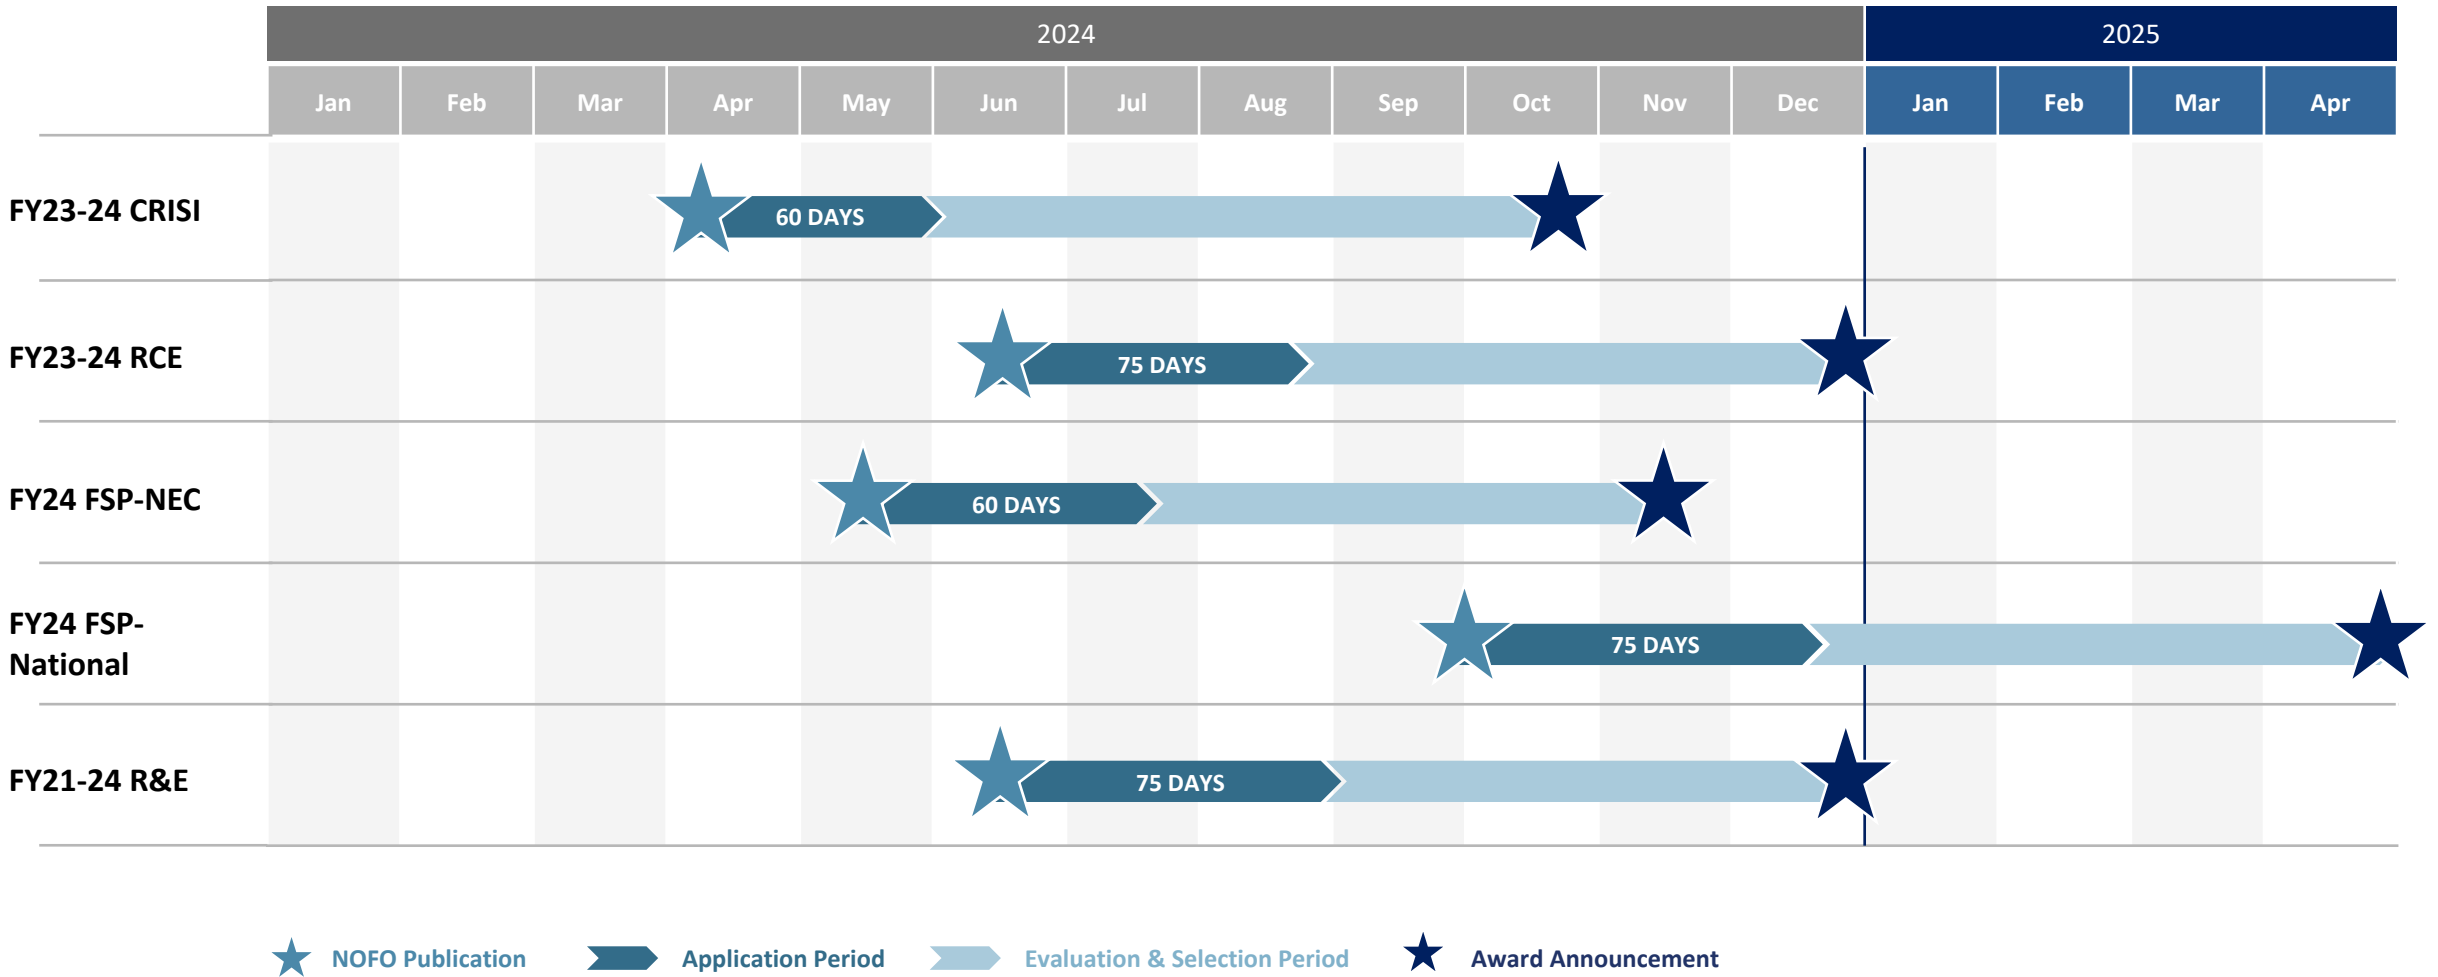 2024 2025
Jan Feb Mar Apr May Jun Jul Aug Sep Oct Nov Dec Jan Feb Mar Apr
FY23-24 CRISI 60 DAYS
FY23-24 RCE 75 DAYS
FY24 FSP-NEC 60 DAYS
FY24 FSP-
National
75 DAYS
FY21-24 R&E 75 DAYS
NOFO Publication Application Period Evaluation & Selection Period Award Announcement